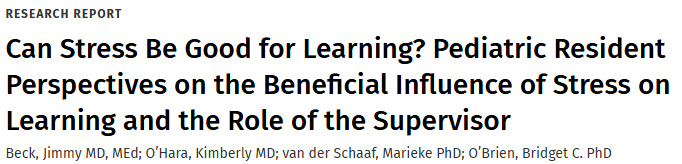 RESEARCH REPORT
Can Stress Be Good for Learning? Pediatric Resident
Perspectives on the Beneficial Influence of Stress on
Learning and the Role of the Supervisor
Beck, Jimmy MD, MEd; O’Hara, Kimberly MD; van der Schaaf, Marieke PhD; O’Brien, Bridget C. PhD